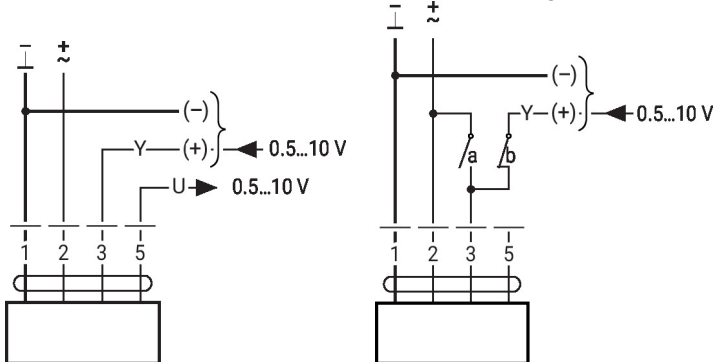 ⊥ − ~ +
(−)
Y (+) 0.5...10 V
U 0.5...10 V
1 2 3 5
⊥ − ~ +
(−)
Y (+) 0.5...10 V
a b
1 2 3 5